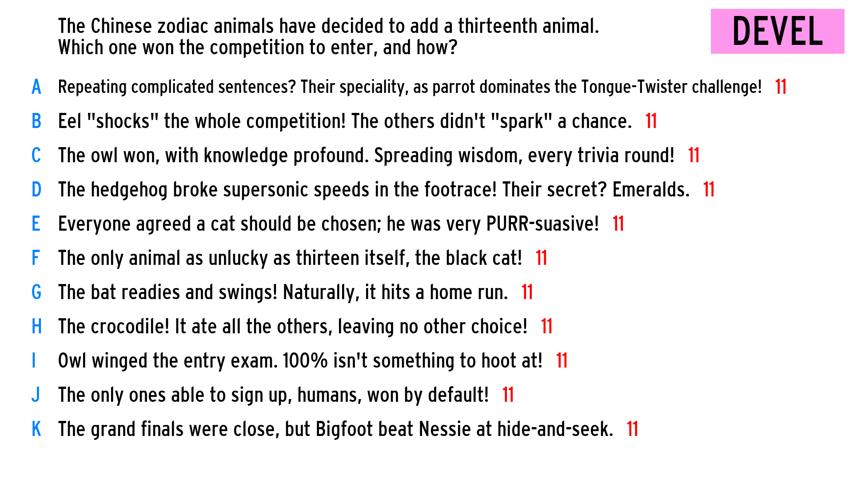 The Chinese zodiac animals have decided to add a thirteenth animal.
Which one won the competition to enter, and how?
DEVEL
A Repeating complicated sentences? Their speciality, as parrot dominates the Tongue-Twister challenge! 11
B Eel "shocks" the whole competition! The others didn't "spark" a chance. 11
C The owl won, with knowledge profound. Spreading wisdom, every trivia round! 11
D The hedgehog broke supersonic speeds in the footrace! Their secret? Emeralds. 11
E Everyone agreed a cat should be chosen; he was very PURR-suasive! 11
F The only animal as unlucky as thirteen itself, the black cat! 11
G The bat readies and swings! Naturally, it hits a home run. 11
H The crocodile! It ate all the others, leaving no other choice! 11
I Owl winged the entry exam. 100% isn't something to hoot at! 11
J The only ones able to sign up, humans, won by default! 11
K The grand finals were close, but Bigfoot beat Nessie at hide-and-seek. 11